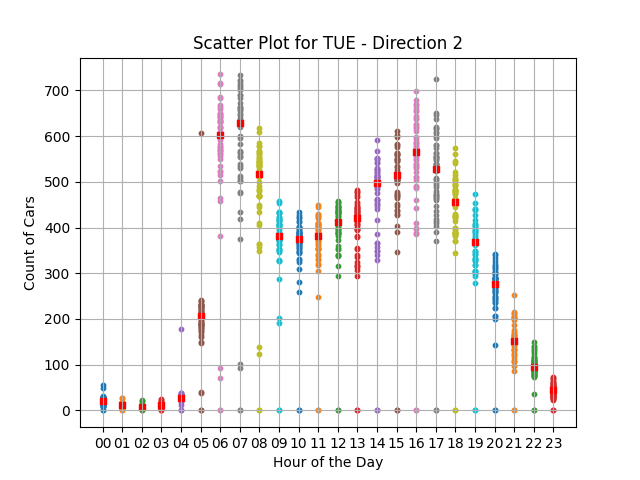 Scatter Plot for TUE - Direction 2
Count of Cars
700
600
500
400
300
200
100
0
00 01 02 03 04 05 06 07 08 09 10 11 12 13 14 15 16 17 18 19 20 21 22 23
Hour of the Day